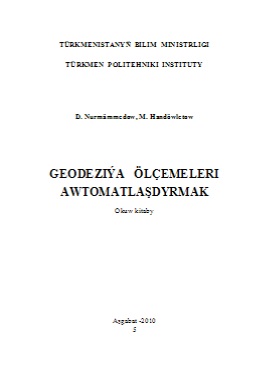 TÜRKMENISTANYŇ BILIM MINISTRLIGI
TÜRKMEN POLITEHNIKI INSTITUTY
D. Nurmämmedow, M. Handöwletow
GEODEZIÝA ÖLÇEMELERI
AWTOMATLAŞDYRMAK
Okuw kitaby
Aşgabat -2010
5